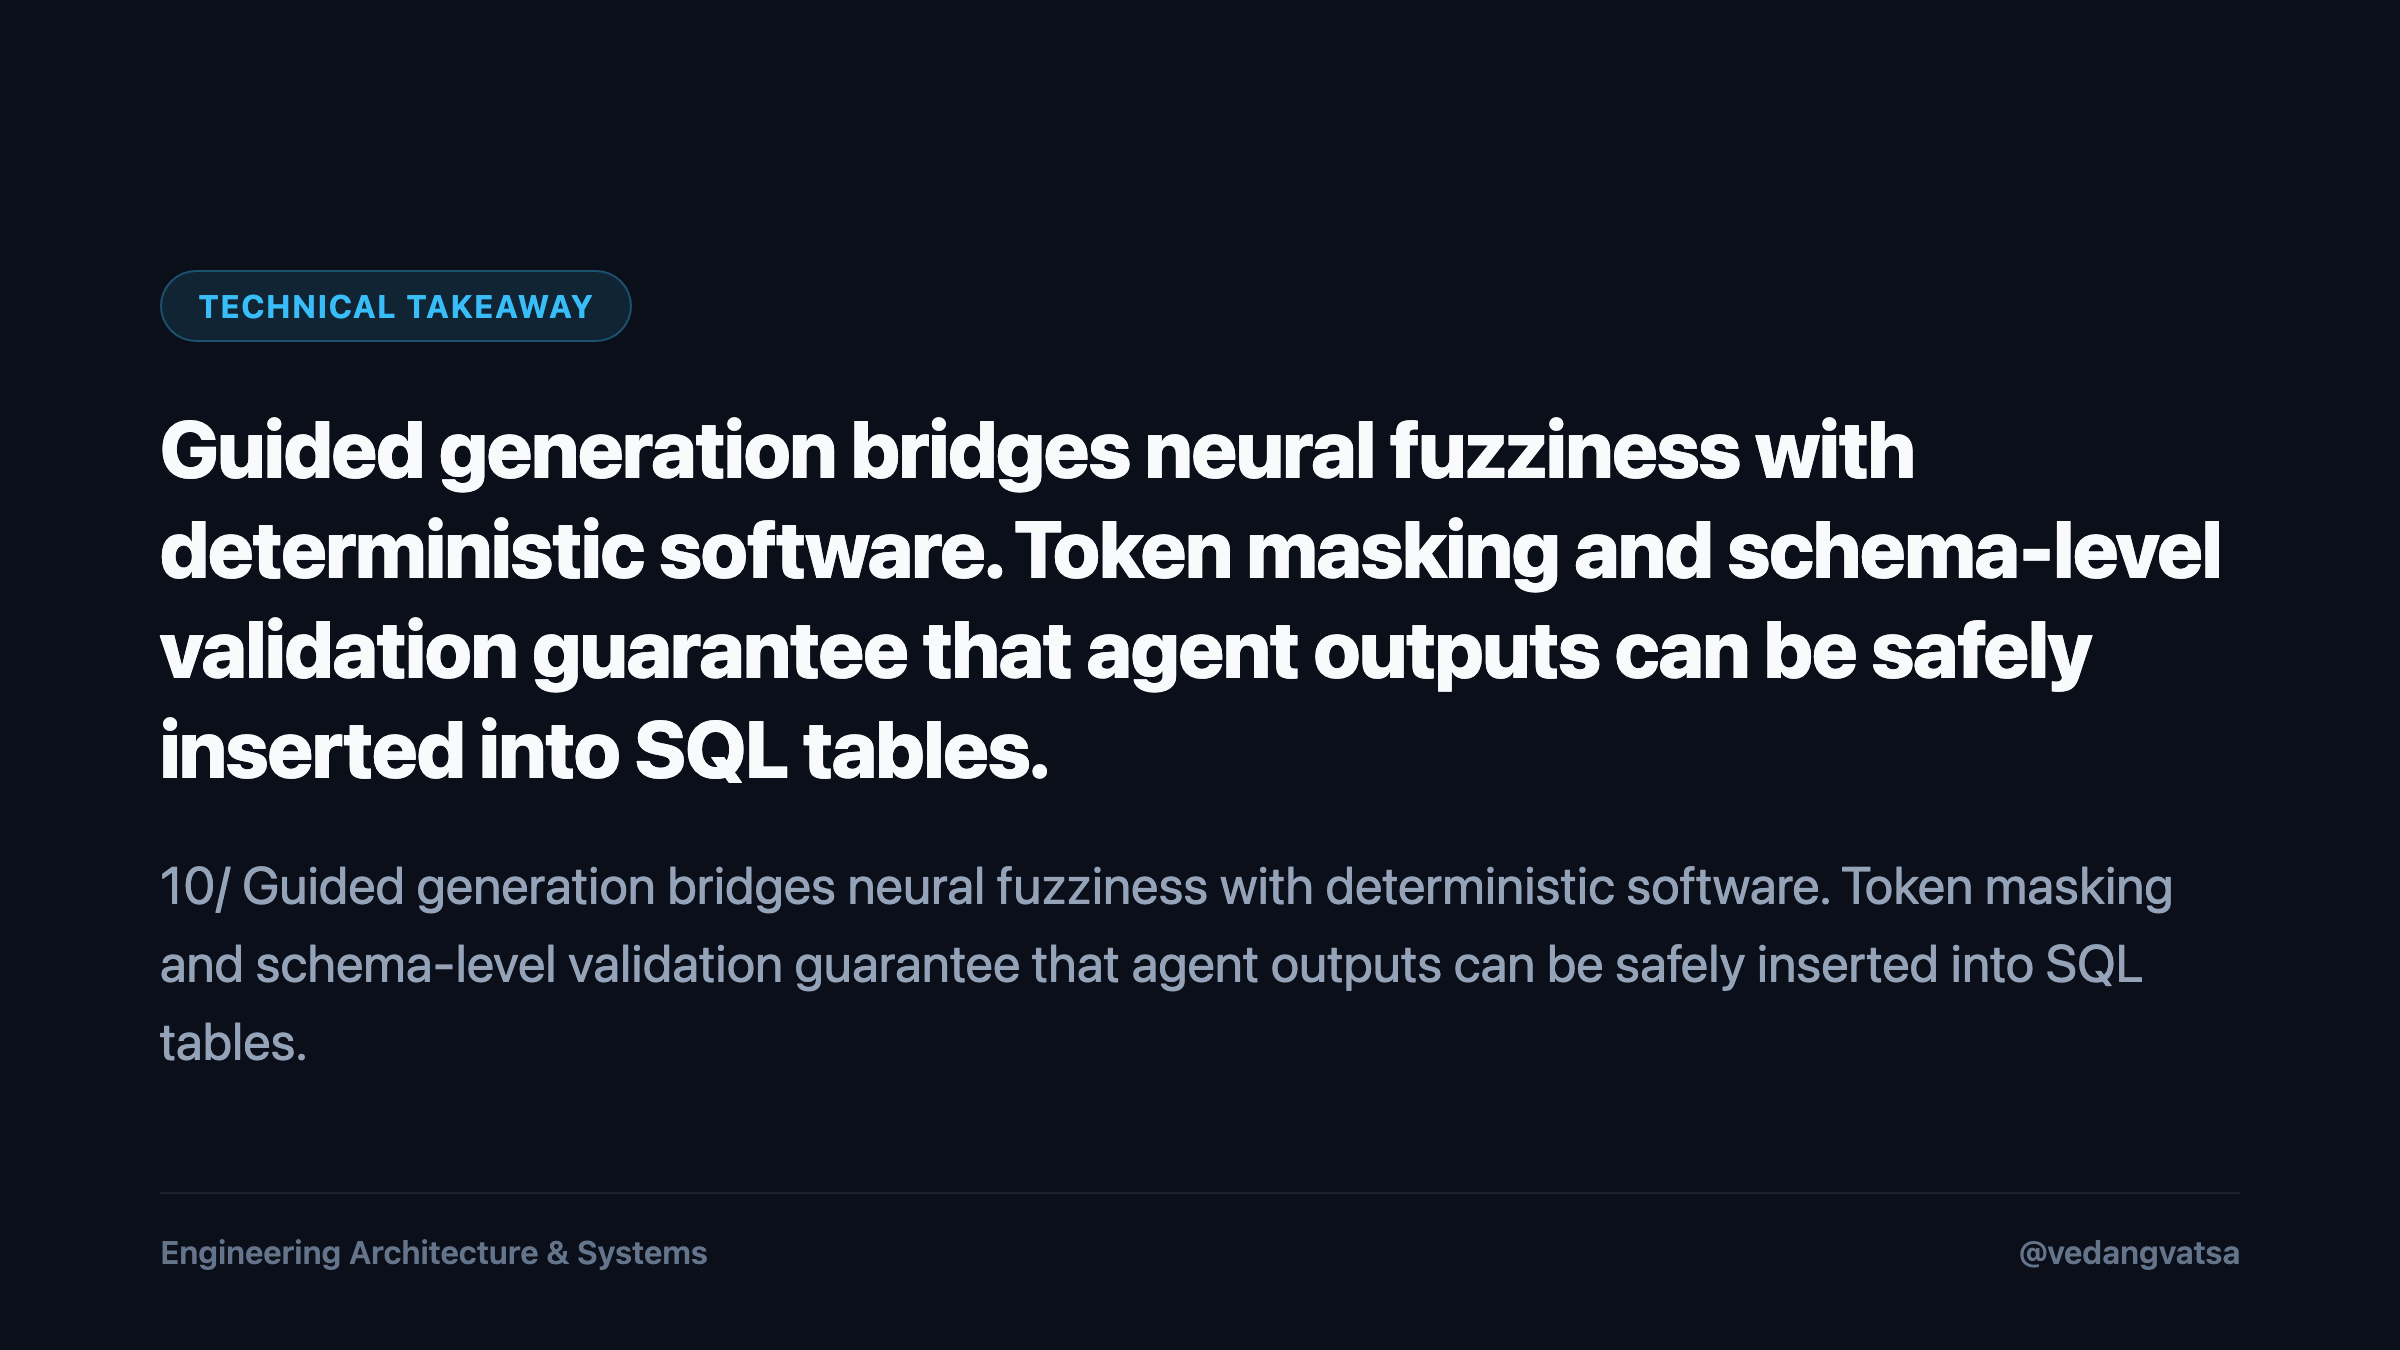 TECHNICAL TAKEAWAY
Guided generation bridges neural fuzziness with
deterministic software. Token masking and schema-level
validation guarantee that agent outputs can be safely
inserted into SQL tables.
10/ Guided generation bridges neural fuzziness with deterministic software. Token masking
and schema-level validation guarantee that agent outputs can be safely inserted into SQL
tables.
Engineering Architecture & Systems
@vedangvatsa